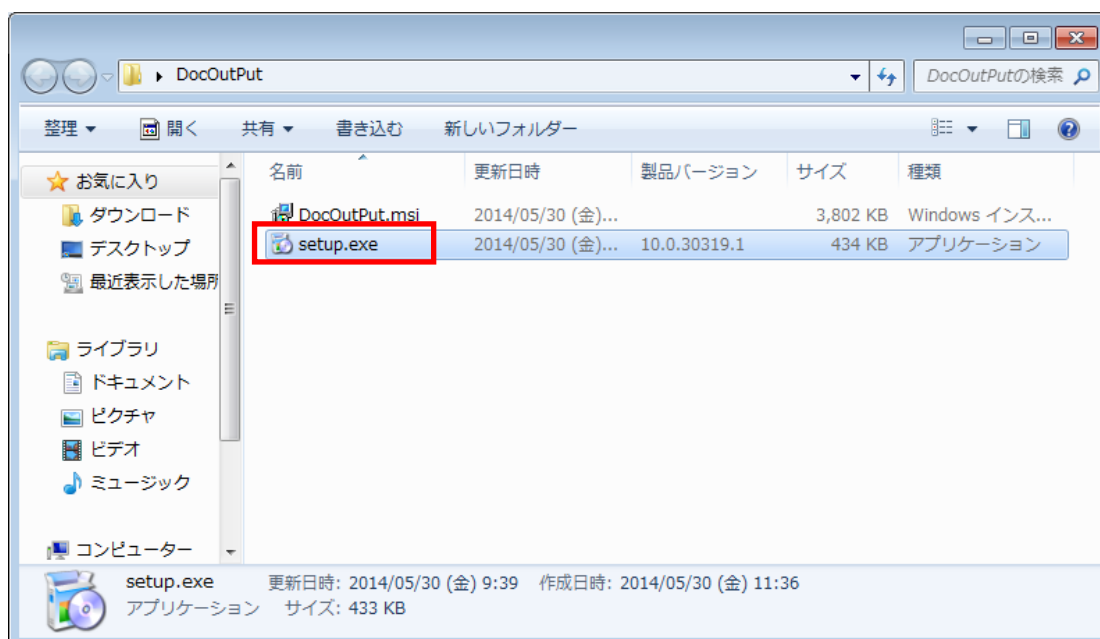 DocOutPut
DocOutPutの検索
整理 開く 共有 書き込む 新しいフォルダー
名前 更新日時 製品バージョン サイズ 種類
お気に入り
ダウンロード
デスクトップ
最近表示した場所
ライブラリ
ドキュメント
ピクチャ
ビデオ
ミュージック
コンピューター
DocOutPut.msi 2014/05/30 (金)... 3,802 KB Windows インス...
setup.exe 2014/05/30 (金)... 10.0.30319.1 434 KB アプリケーション
setup.exe 更新日時: 2014/05/30 (金) 9:39 作成日時: 2014/05/30 (金) 11:36
アプリケーション サイズ: 433 KB